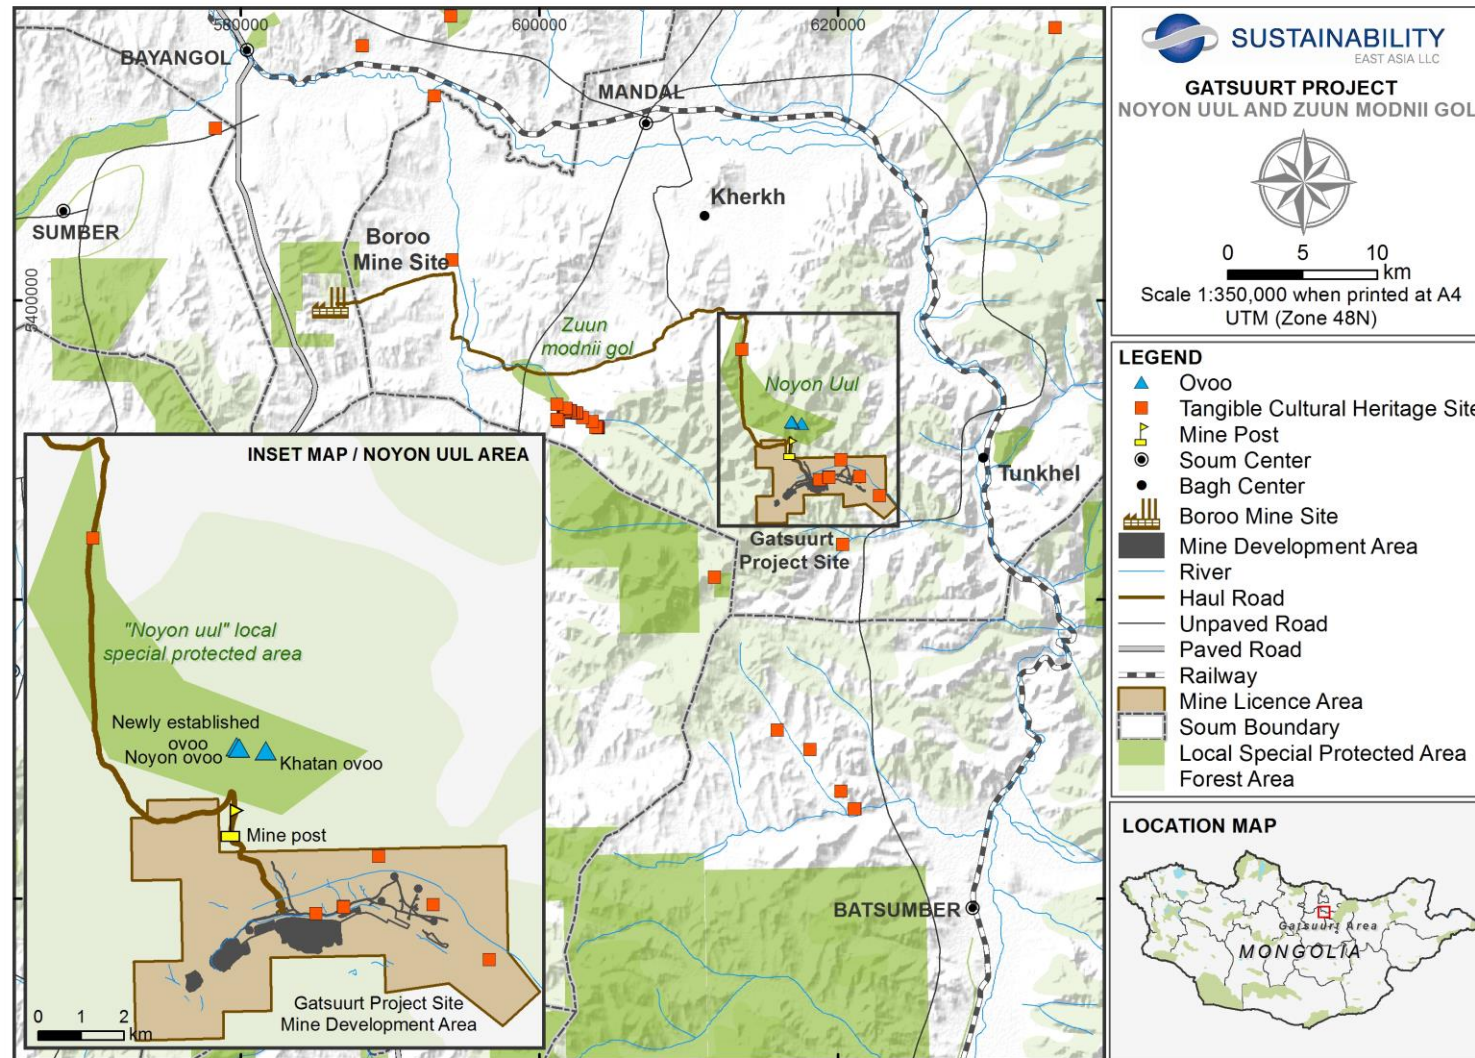 580000
600000
620000
5400000
BAYANGOL
MANDAL
SUMBER
Kherkh
Boroo
Mine Site
Zuun
modnii gol
Noyon Uul
Tunkhel
Gatsuurt
Project Site
BATSUMBER
INSET MAP / NOYON UUL AREA
"Noyon uul" local
special protected area
Newly established
ovoo
Noyon ovoo
Khatan ovoo
Mine post
Gatsuurt Project Site
Mine Development Area
0 1 2
km
SUSTAINABILITY
EAST ASIA LLC
GATSUURT PROJECT
NOYON UUL AND ZUUN MODNII GOL
0 5 10
km
Scale 1:350,000 when printed at A4
UTM (Zone 48N)
LEGEND
Ovoo
Tangible Cultural Heritage Site
Mine Post
Soum Center
Bagh Center
Boroo Mine Site
Mine Development Area
River
Haul Road
Unpaved Road
Paved Road
Railway
Mine Licence Area
Soum Boundary
Local Special Protected Area
Forest Area
LOCATION MAP
Gatsuurt Area
MONGOLIA